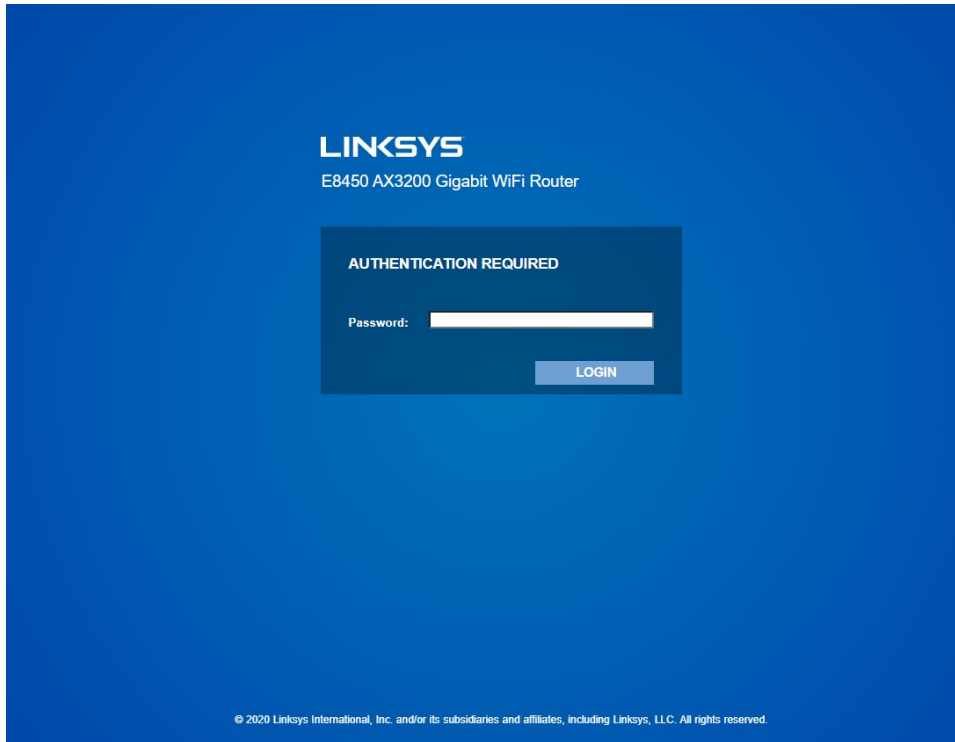 LINKSYS
E8450 AX3200 Gigabit WiFi Router
AUTHENTICATION REQUIRED
Password:
LOGIN
© 2020 Linksys International, Inc. and/or its subsidiaries and affiliates, including Linksys, LLC. All rights reserved.